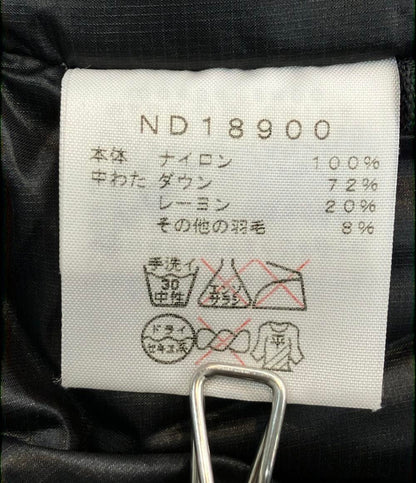 ND18900
本体 ナイロン 100%
中わた ダウン 72%
レーヨン 20%
その他の羽毛 8%
手洗イ
30
中性
エンソ
サラシ
ドライ
セキユ系
平